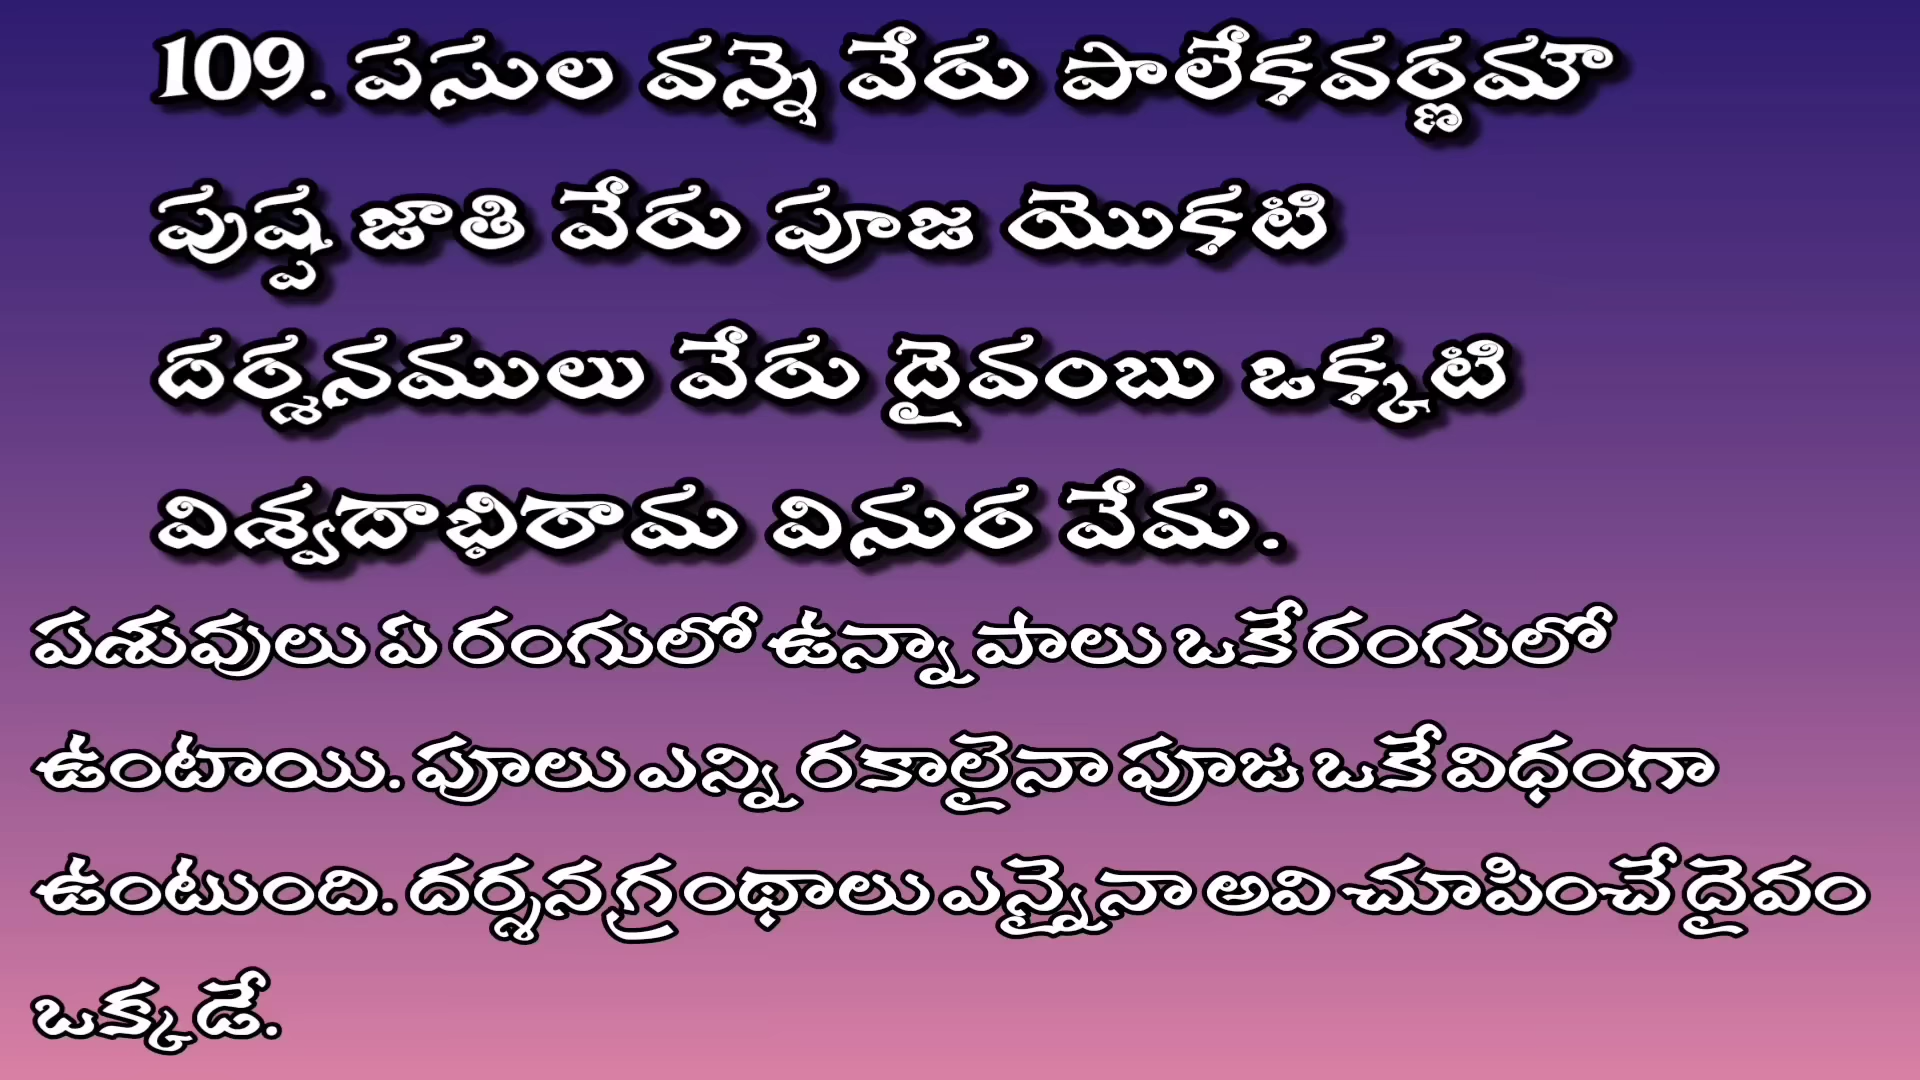 109. పసుల వన్నె వేరు పాలేకవర్ణమౌ
పుష్ప జాతి వేరు పూజ యొకటి
దర్శనములు వేరు దైవంబు ఒక్కటి
విశ్వదాభిరామ వినుర వేమ.
పశువులు ఏ రంగులో ఉన్నా పాలు ఒకే రంగులో
ఉంటాయి. పూలు ఎన్ని రకాలైనా పూజ ఒకే విధంగా
ఉంటుంది. దర్శనగ్రంథాలు ఎన్నైనా అవి చూపించే దైవం
ఒక్కడే.